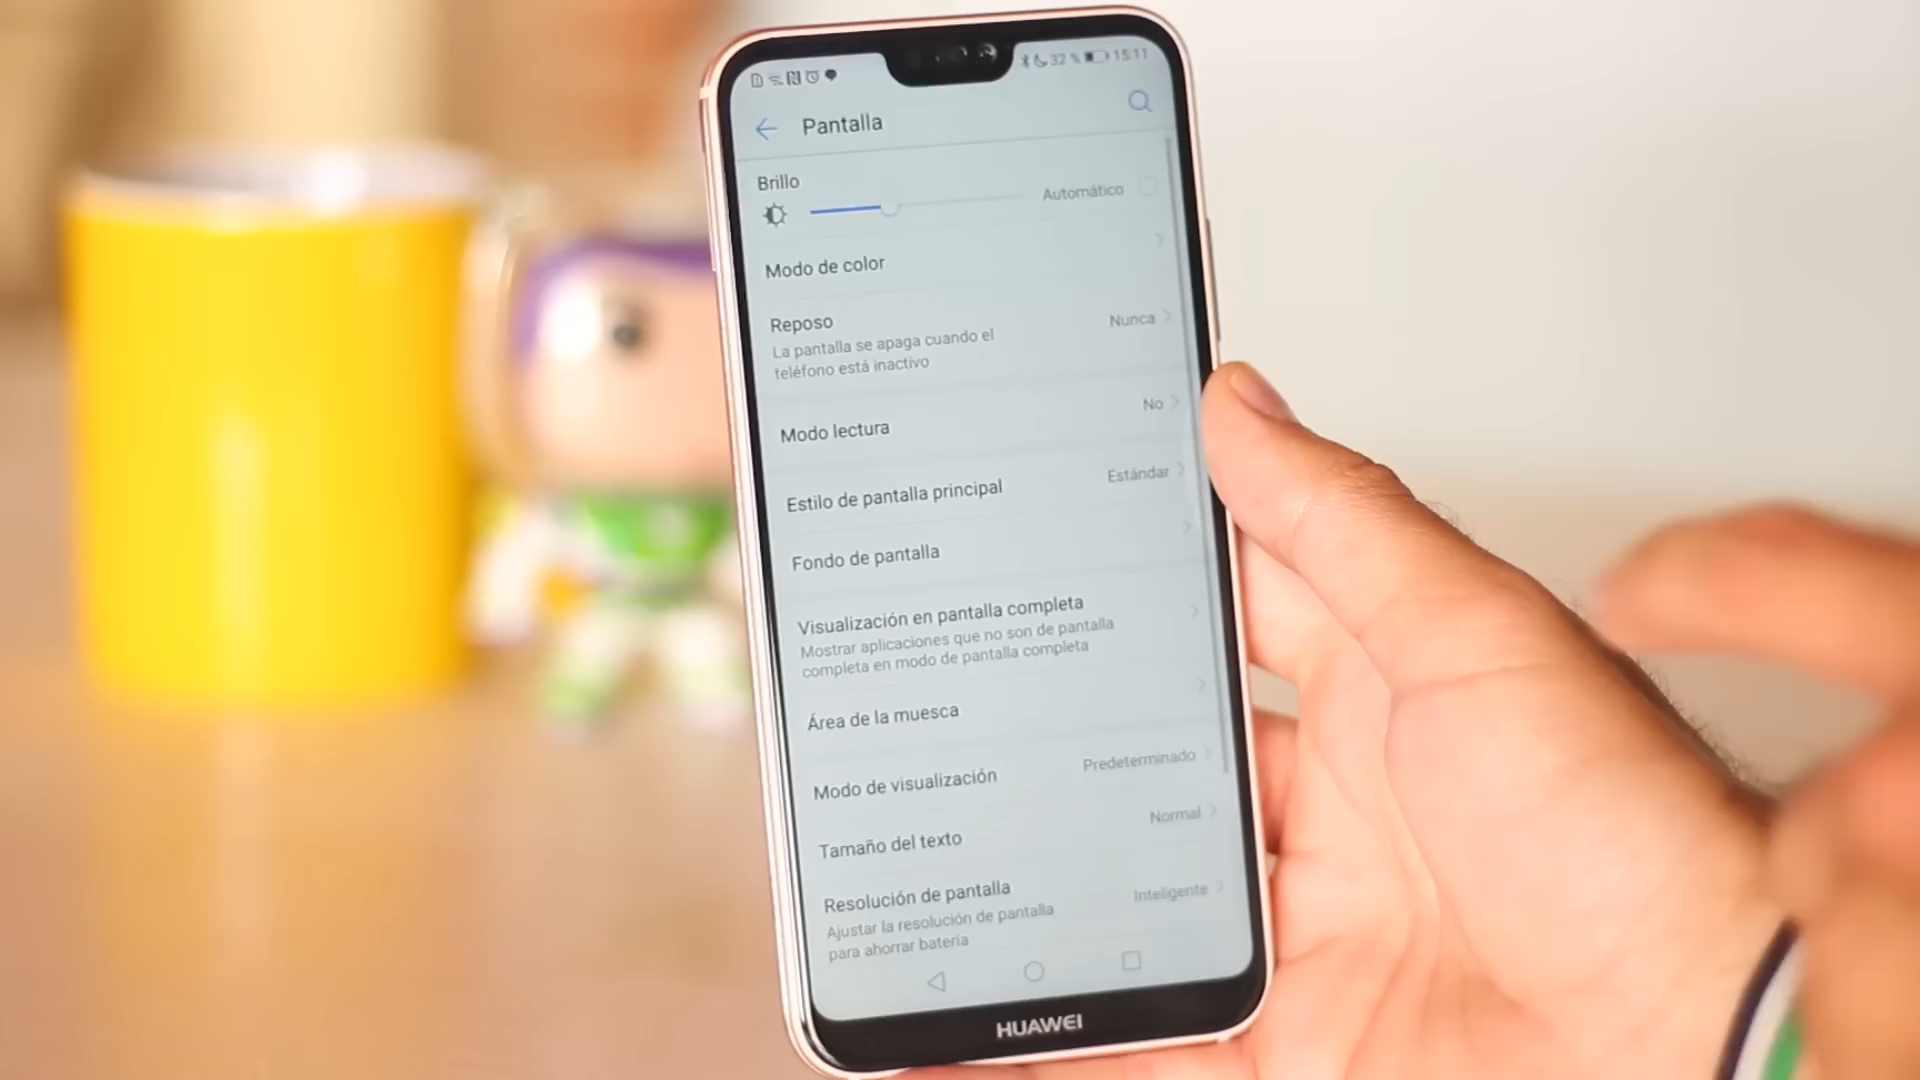 32 % 15:11
Pantalla
Brillo
Automático
Modo de color
Reposo
La pantalla se apaga cuando el
teléfono está inactivo
Nunca
Modo lectura
No
Estilo de pantalla principal
Estándar
Fondo de pantalla
Visualización en pantalla completa
Mostrar aplicaciones que no son de pantalla
completa en modo de pantalla completa
Área de la muesca
Modo de visualización
Predeterminado
Tamaño del texto
Normal
Resolución de pantalla
Ajustar la resolución de pantalla
para ahorrar batería
Inteligente
HUAWEI